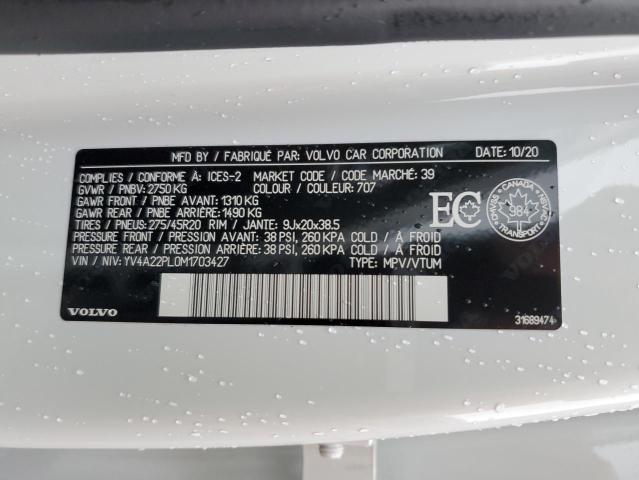 MFD BY / FABRIQUÉ PAR: VOLVO CAR CORPORATION DATE: 10/20
COMPLIES / CONFORME À: ICES-2 MARKET CODE / CODE MARCHÉ: 39
GVWR / PNBV: 2750 KG COLOUR / COULEUR: 707
GAWR FRONT / PNBE AVANT: 1310 KG
GAWR REAR / PNBE ARRIÈRE: 1490 KG
TIRES / PNEUS: 275/45R20 RIM / JANTE: 9Jx20x38.5
PRESSURE FRONT / PRESSION AVANT: 38 PSI, 260 KPA COLD / À FROID
PRESSURE REAR / PRESSION ARRIÈRE: 38 PSI, 260 KPA COLD / À FROID
VIN / NIV: YV4A22PL0M1703427 TYPE: MPV/VTUM
EC
CANADA
984
TRANSPORT
VOLVO
31689474